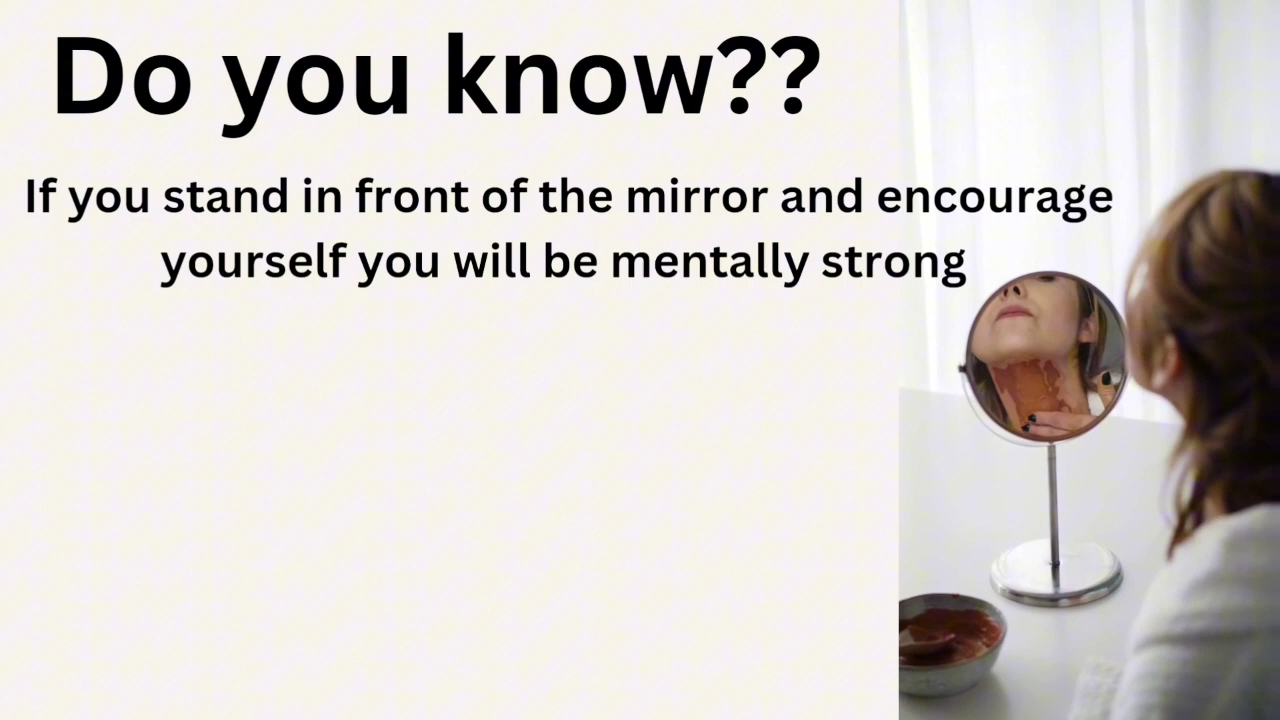 Do you know??
If you stand in front of the mirror and encourage
yourself you will be mentally strong